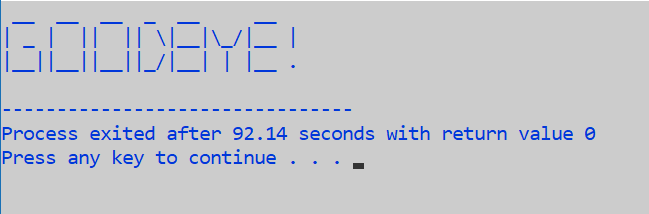 GOODBYE!
--------------------------------
Process exited after 92.14 seconds with return value 0
Press any key to continue . . .